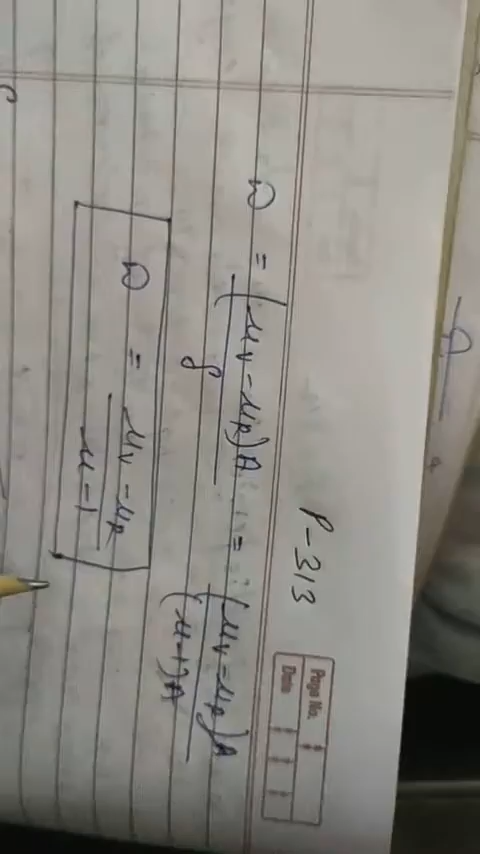 Page No.
Date
P-313
ω = (μv - μR)A / δ = (μv - μR)A / (μ-1)A
ω = μv - μR / μ-1